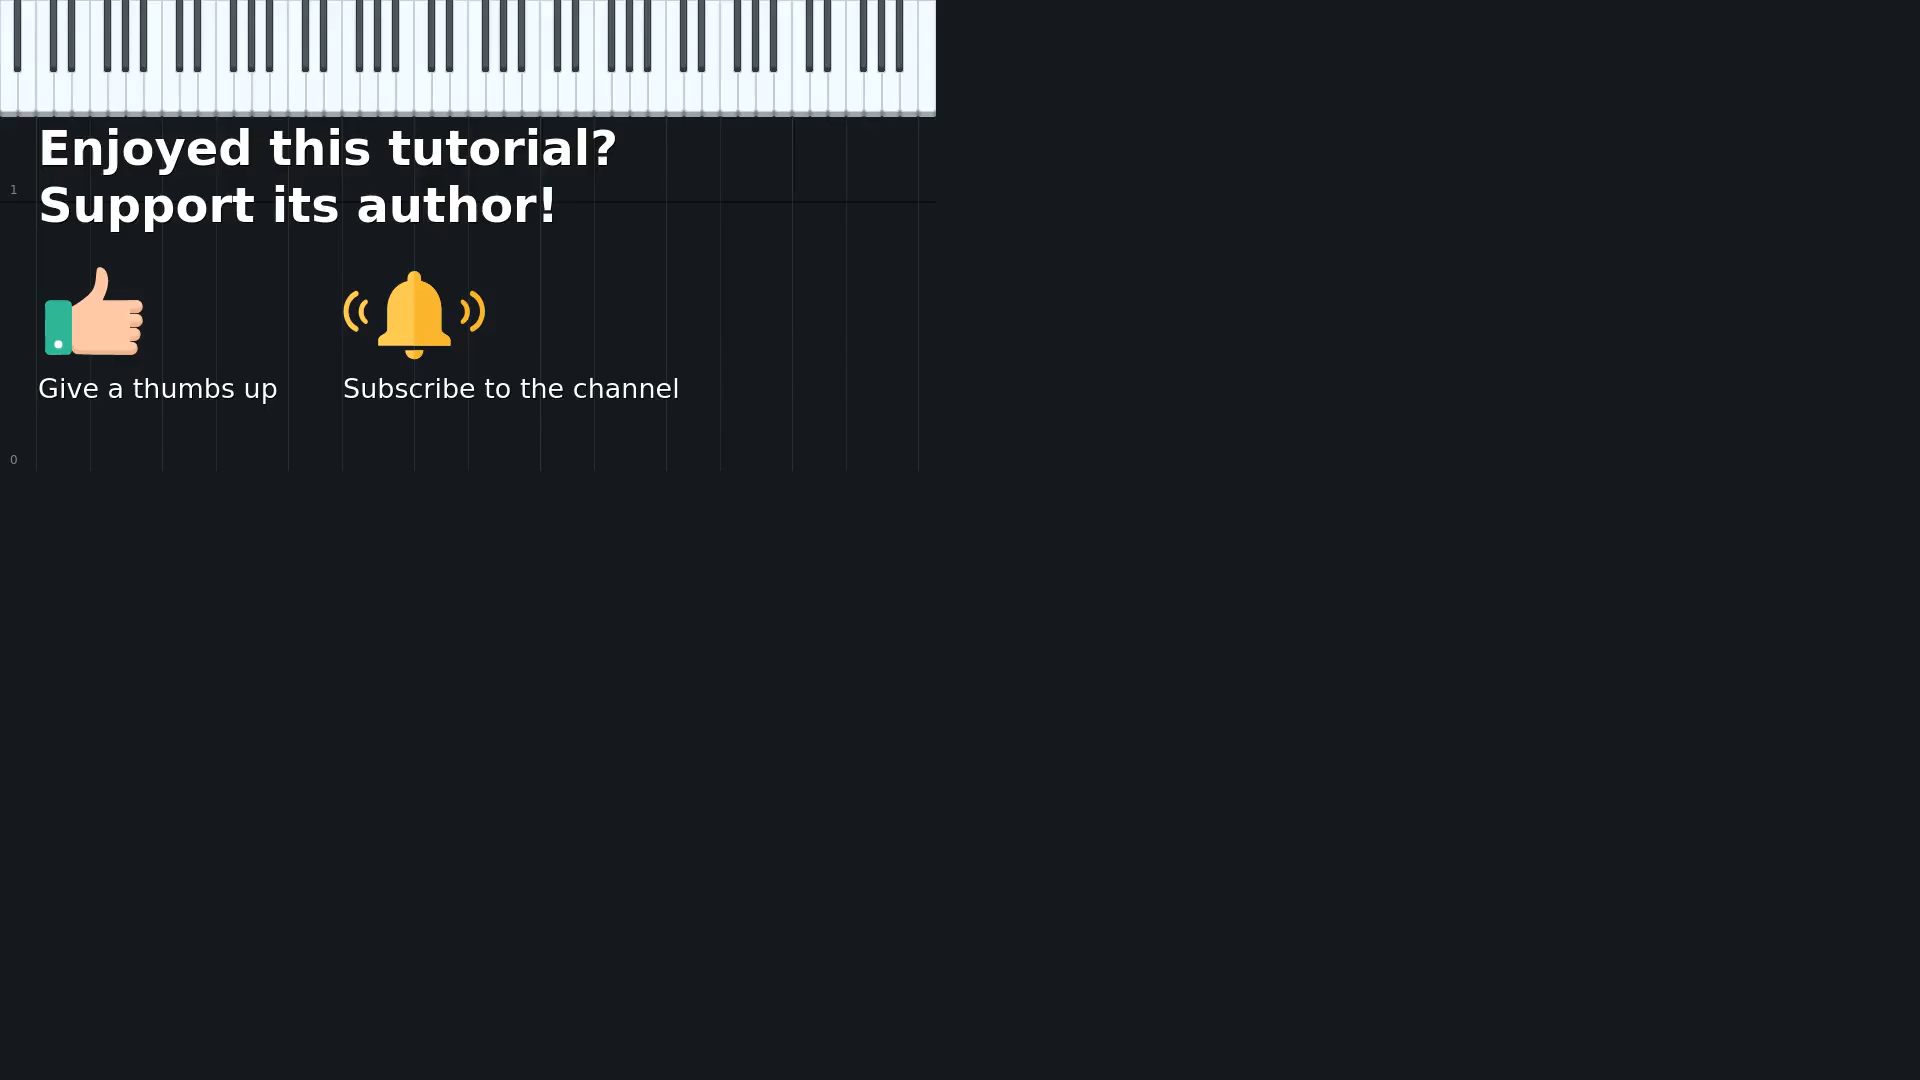 Enjoyed this tutorial?
1
Support its author!
Give a thumbs up
Subscribe to the channel
0